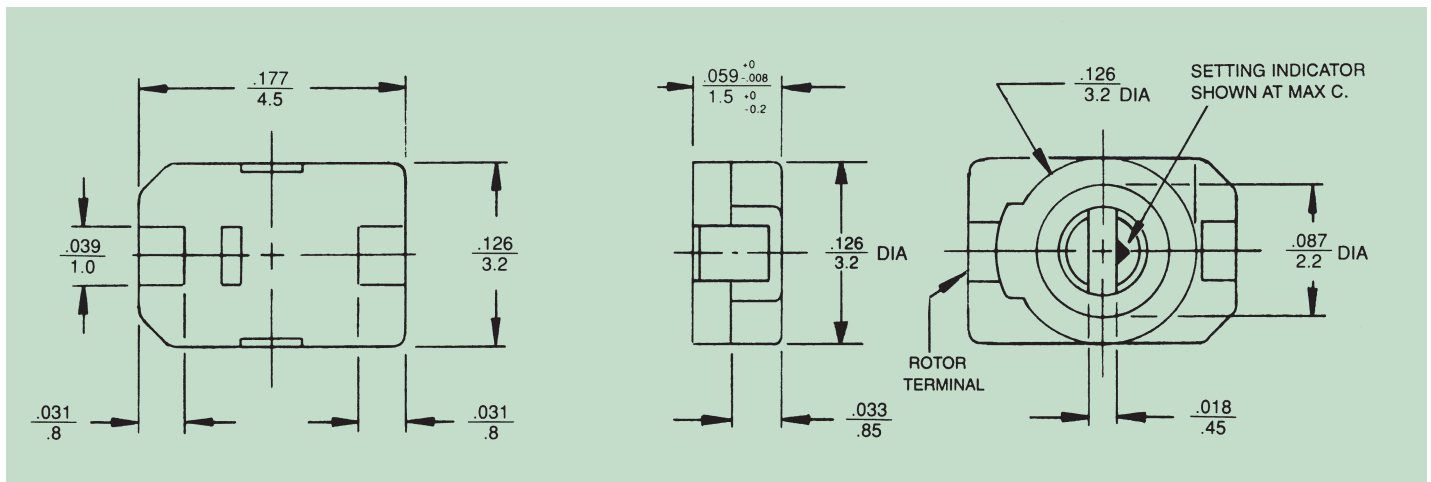 .177
4.5
.039
1.0
.126
3.2
.031
.8
.031
.8
.059 +0 -.008
1.5 +0 -0.2
.126
3.2 DIA
.033
.85
.126
3.2 DIA
SETTING INDICATOR
SHOWN AT MAX C.
.087
2.2 DIA
ROTOR
TERMINAL
.018
.45